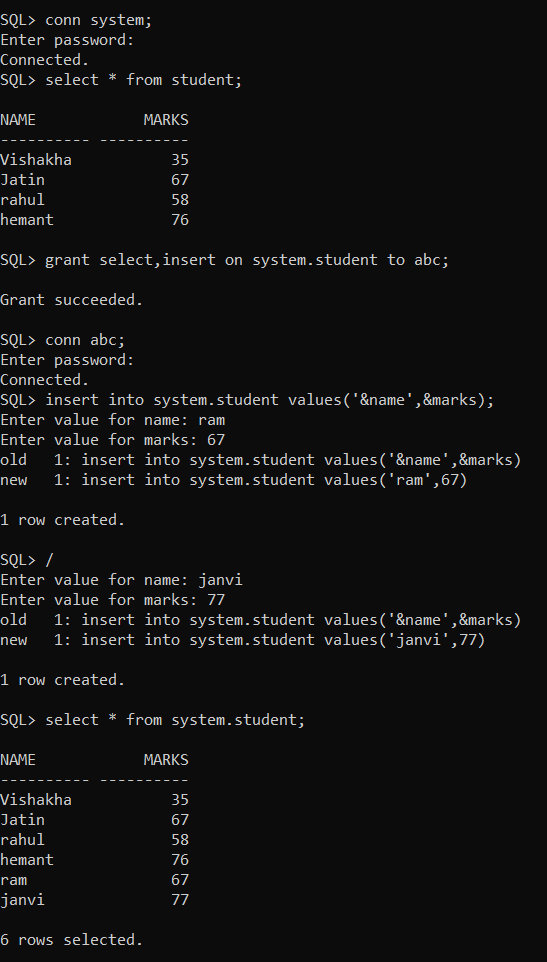 SQL> conn system;
Enter password:
Connected.
SQL> select * from student;
NAME            MARKS
---------- ----------
Vishakha           35
Jatin              67
rahul              58
hemant             76
SQL> grant select,insert on system.student to abc;
Grant succeeded.
SQL> conn abc;
Enter password:
Connected.
SQL> insert into system.student values('&name',&marks);
Enter value for name: ram
Enter value for marks: 67
old   1: insert into system.student values('&name',&marks)
new   1: insert into system.student values('ram',67)
1 row created.
SQL> /
Enter value for name: janvi
Enter value for marks: 77
old   1: insert into system.student values('&name',&marks)
new   1: insert into system.student values('janvi',77)
1 row created.
SQL> select * from system.student;
NAME            MARKS
---------- ----------
Vishakha           35
Jatin              67
rahul              58
hemant             76
ram                67
janvi              77
6 rows selected.